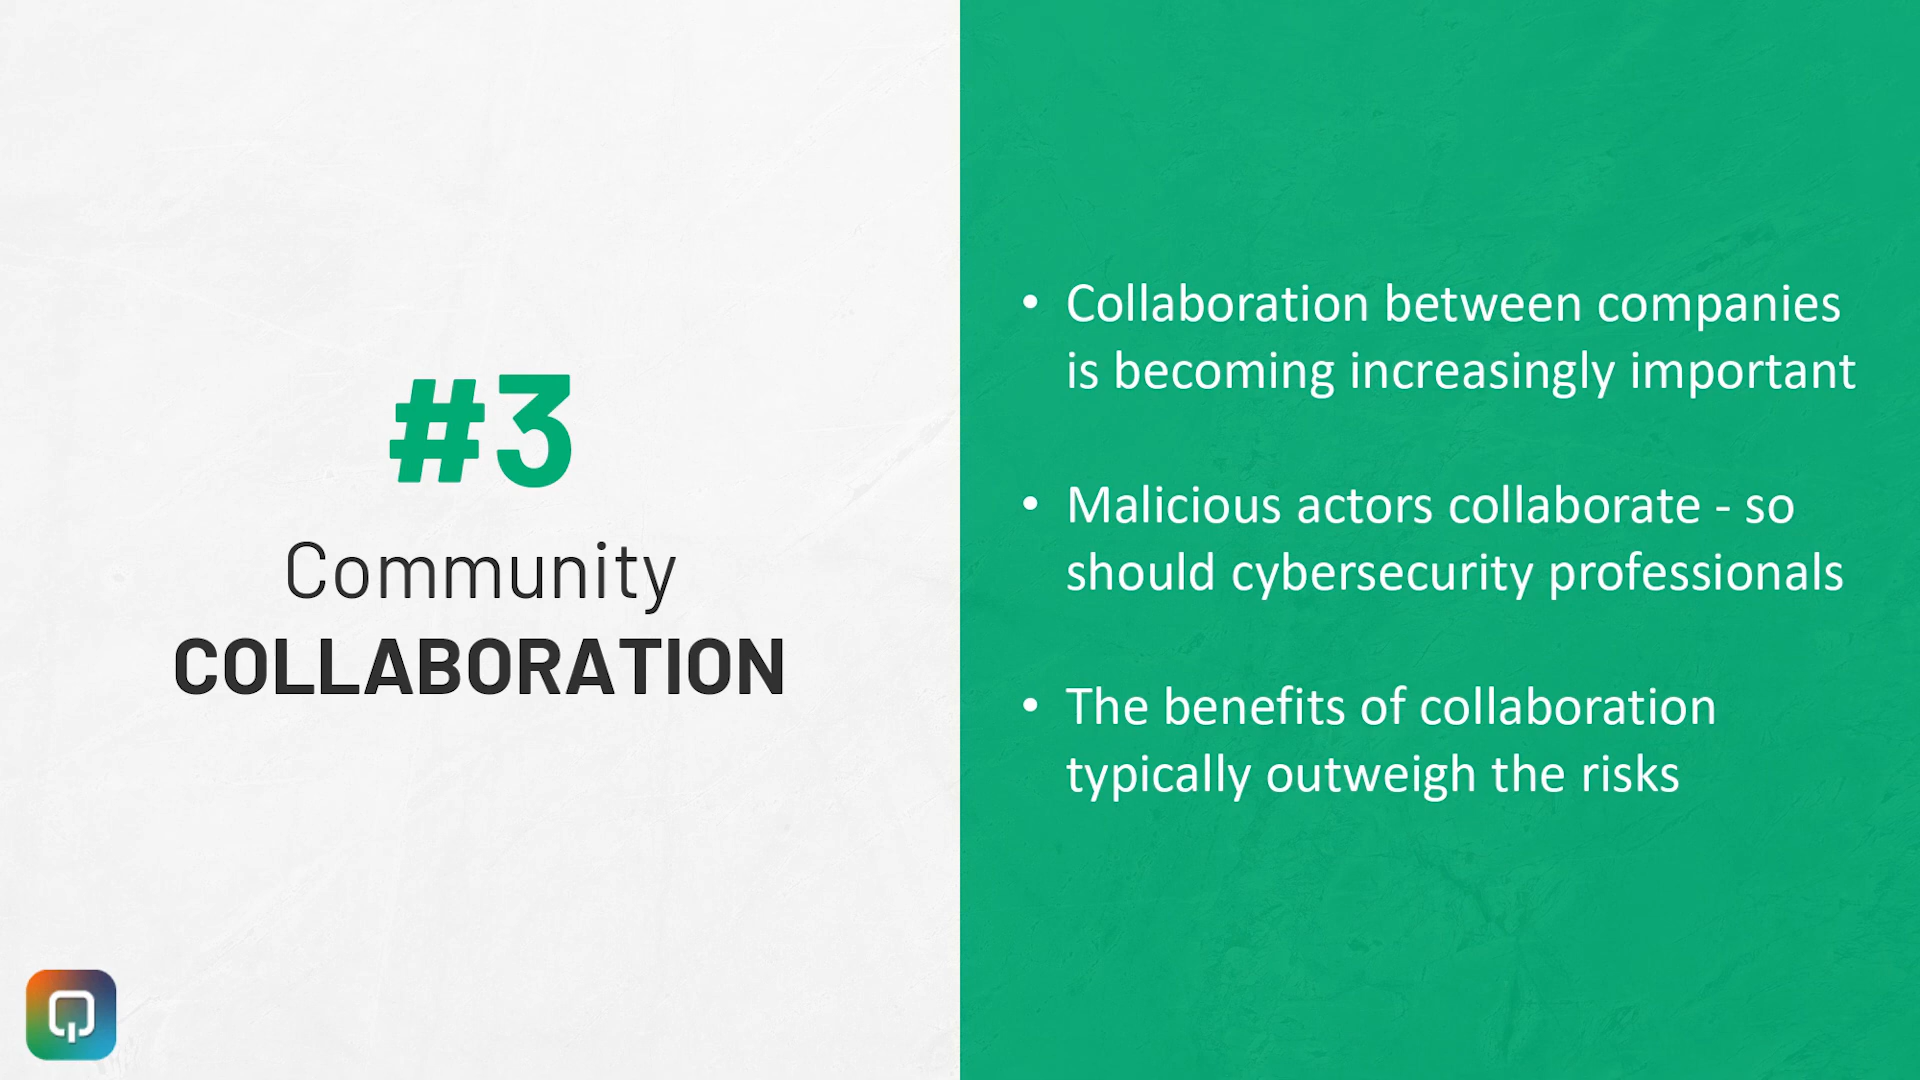 #3
Community
COLLABORATION
• Collaboration between companies
is becoming increasingly important
• Malicious actors collaborate - so
should cybersecurity professionals
• The benefits of collaboration
typically outweigh the risks